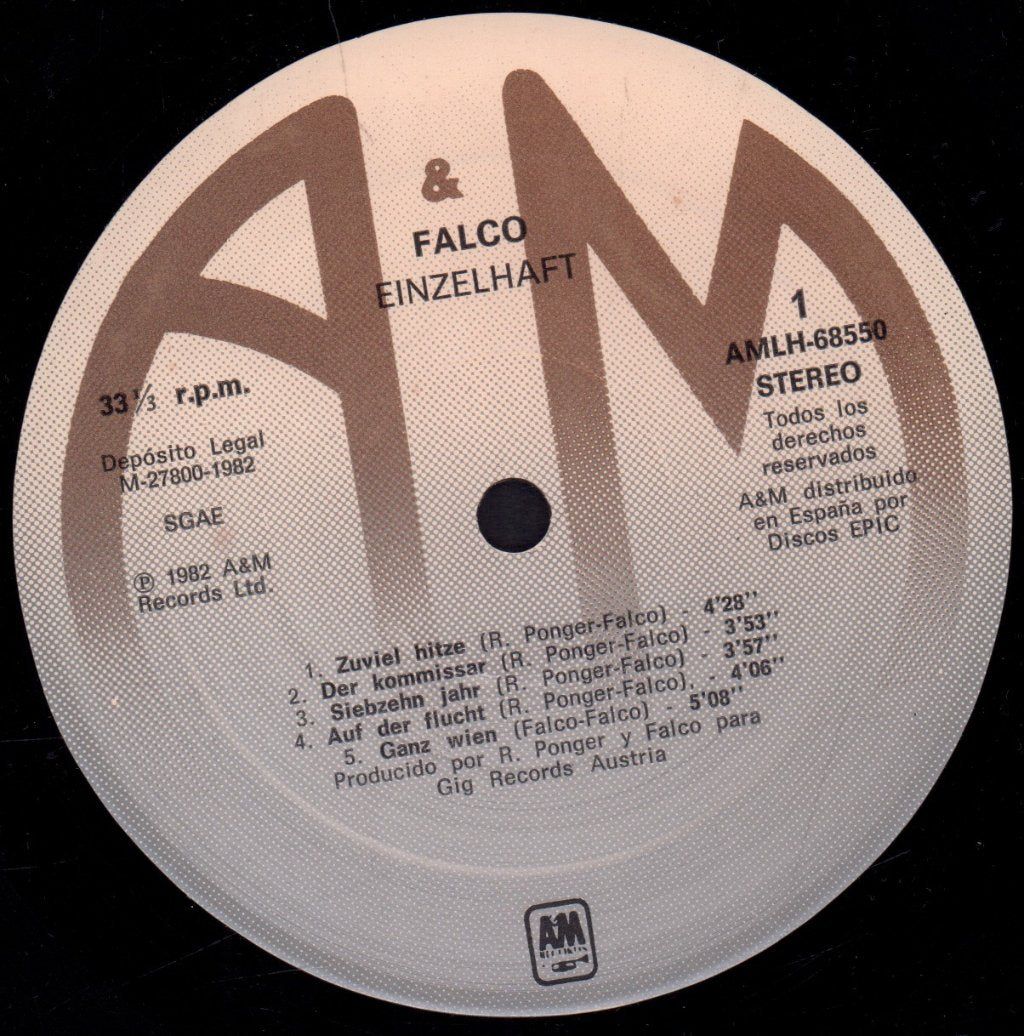 A & M
FALCO
EINZELHAFT
33 1/3 r.p.m.
Depósito Legal
M-27800-1982
SGAE
Ⓟ 1982 A&M
Records Ltd.
1
AMLH-68550
STEREO
Todos los
derechos
reservados
A&M distribuido
en España por
Discos EPIC
1. Zuviel hitze (R. Ponger-Falco) - 4'28''
2. Der kommissar (R. Ponger-Falco) - 3'53''
3. Siebzehn jahr (R. Ponger-Falco) - 3'57''
4. Auf der flucht (R. Ponger-Falco). - 4'06''
5. Ganz wien (Falco-Falco) - 5'08''
Producido por R. Ponger y Falco para
Gig Records Austria
A&M
RECORDS